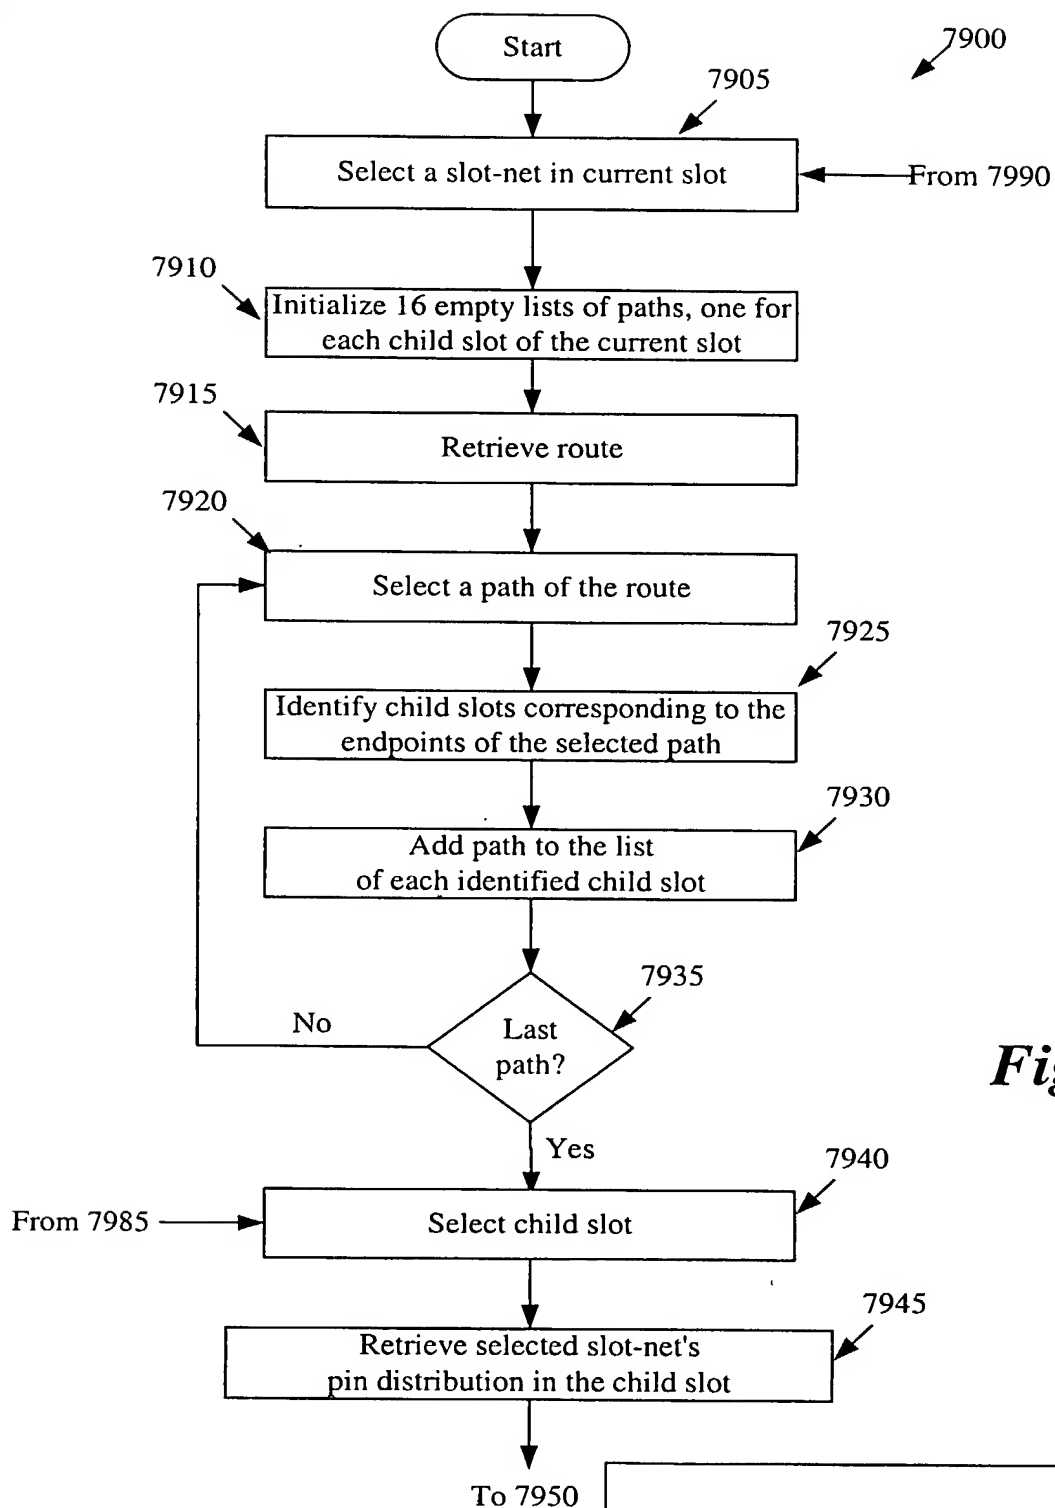 Start
7900
7905
Select a slot-net in current slot
From 7990
7910
Initialize 16 empty lists of paths, one for
each child slot of the current slot
7915
Retrieve route
7920
Select a path of the route
7925
Identify child slots corresponding to the
endpoints of the selected path
7930
Add path to the list
of each identified child slot
7935
No
Last
path?
Yes
7940
From 7985
Select child slot
7945
Retrieve selected slot-net's
pin distribution in the child slot
To 7950